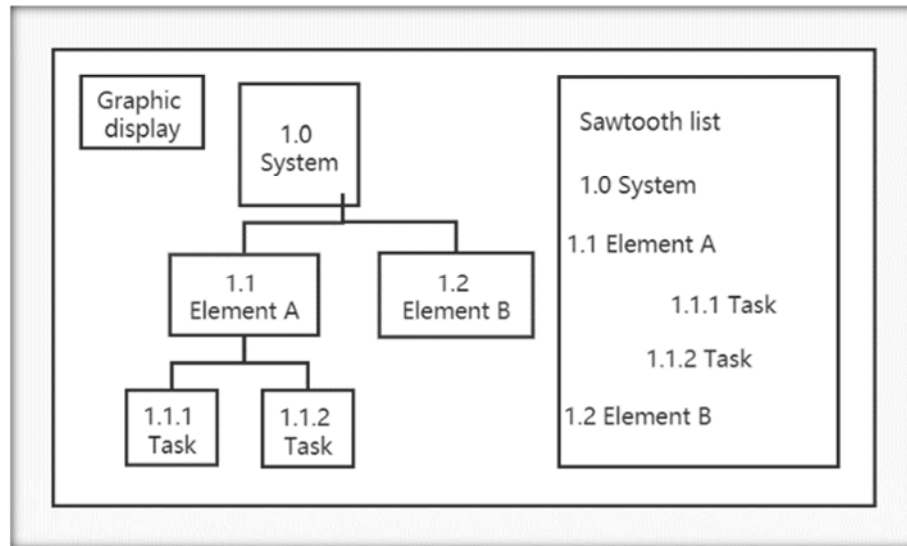 Graphic
display
1.0
System
1.1
Element A
1.2
Element B
1.1.1
Task
1.1.2
Task
Sawtooth list
1.0 System
1.1 Element A
1.1.1 Task
1.1.2 Task
1.2 Element B